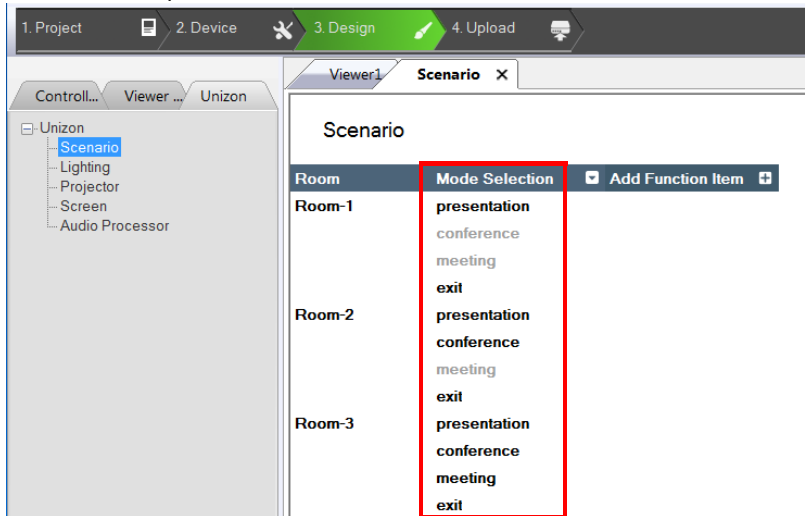 1. Project 2. Device 3. Design 4. Upload
Controll... Viewer ... Unizon
Unizon
Scenario
Lighting
Projector
Screen
Audio Processor
Viewer1 Scenario X
Scenario
Room Mode Selection Add Function Item
Room-1 presentation
conference
meeting
exit
Room-2 presentation
conference
meeting
exit
Room-3 presentation
conference
meeting
exit